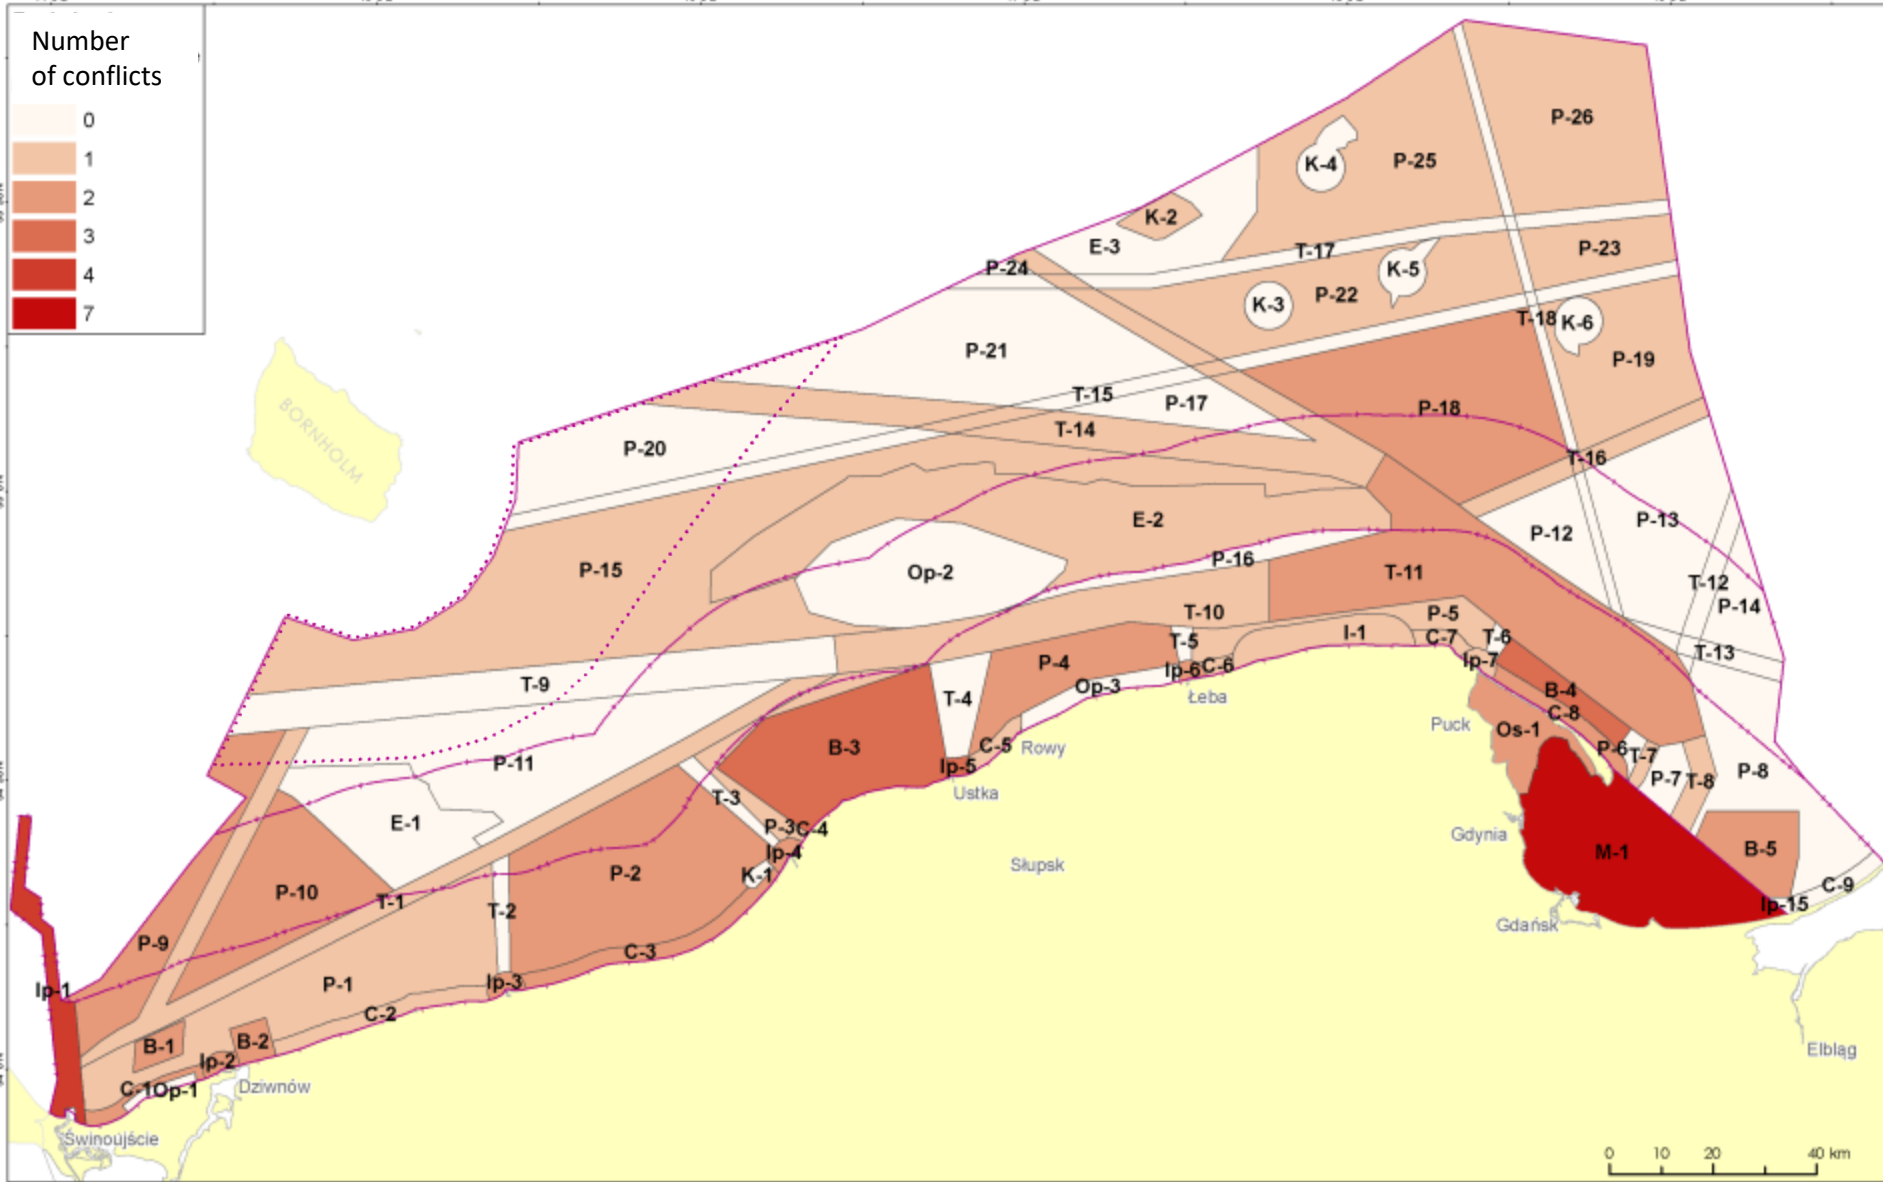 Number
of conflicts
0
1
2
3
4
7
P-26
P-25
K-4
K-2
E-3
T-17
P-23
P-24
K-5
P-22
K-3
T-18
K-6
P-19
P-21
T-15
P-17
P-18
BORNHOLM
P-20
T-14
T-16
E-2
P-12
P-13
P-15
Op-2
P-16
T-11
T-12
P-14
T-10
P-5
I-1
C-7
T-6
T-5
T-13
P-4
Ip-6
C-6
Ip-7
T-9
Op-3
Łeba
B-4
T-4
C-8
Puck
Os-1
B-3
C-5
Rowy
P-6
T-7
P-11
Ip-5
P-7
T-8
P-8
Ustka
T-3
E-1
P-3
C-4
Gdynia
Ip-4
M-1
B-5
Słupsk
P-2
K-1
P-10
T-1
T-2
C-9
Ip-15
Gdańsk
P-9
C-3
Ip-1
P-1
Ip-3
C-2
B-1
B-2
Ip-2
Elbląg
C-1
Op-1
Dziwnów
Świnoujście
0 10 20 40 km